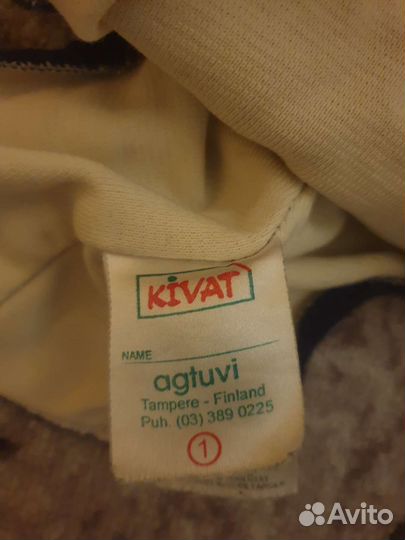 KiVAT
NAME
agtuvi
Tampere - Finland
Puh. (03) 389 0225
1
Avito